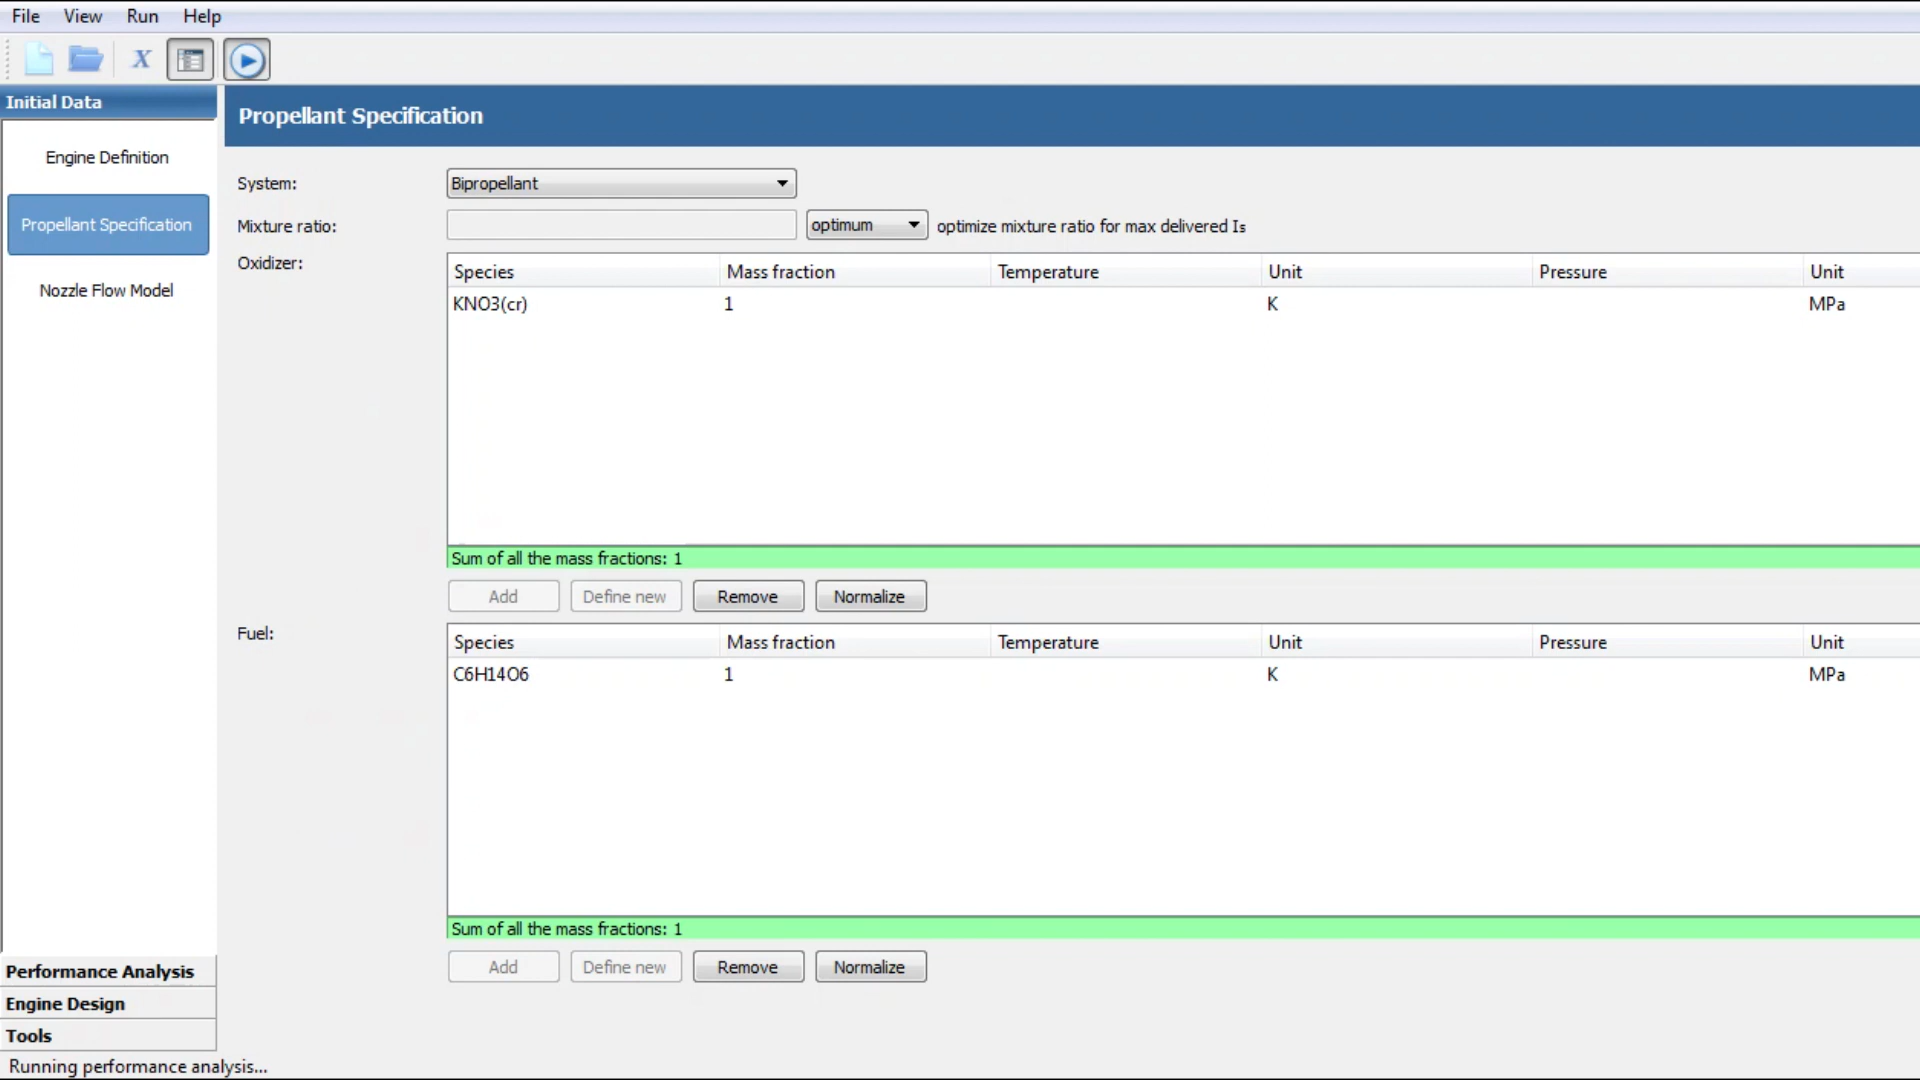 File View Run Help
X
Initial Data
Propellant Specification
Engine Definition
Propellant Specification
Nozzle Flow Model
System: Bipropellant
Mixture ratio: optimum optimize mixture ratio for max delivered Is
Oxidizer:
Species Mass fraction Temperature Unit Pressure Unit
KNO3(cr) 1 K MPa
Sum of all the mass fractions: 1
Add Define new Remove Normalize
Fuel:
Species Mass fraction Temperature Unit Pressure Unit
C6H14O6 1 K MPa
Sum of all the mass fractions: 1
Add Define new Remove Normalize
Performance Analysis
Engine Design
Tools
Running performance analysis...